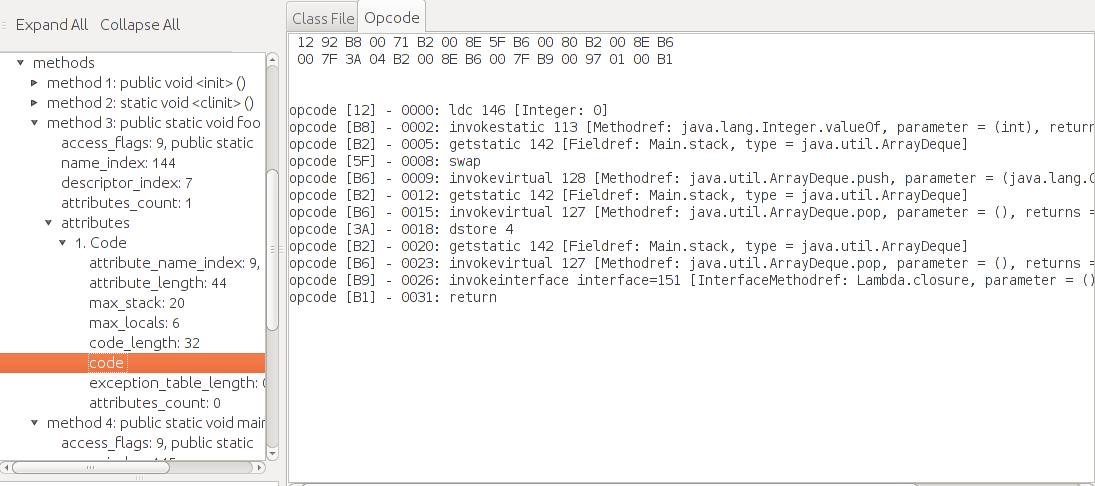 Expand All Collapse All
methods
method 1: public void <init> ()
method 2: static void <clinit> ()
method 3: public static void foo
access_flags: 9, public static
name_index: 144
descriptor_index: 7
attributes_count: 1
attributes
1. Code
attribute_name_index: 9,
attribute_length: 44
max_stack: 20
max_locals: 6
code_length: 32
code
exception_table_length: 0
attributes_count: 0
method 4: public static void main
access_flags: 9, public static
Class File Opcode
12 92 B8 00 71 B2 00 8E 5F B6 00 80 B2 00 8E B6
00 7F 3A 04 B2 00 8E B6 00 7F B9 00 97 01 00 B1
opcode [12] - 0000: ldc 146 [Integer: 0]
opcode [B8] - 0002: invokestatic 113 [Methodref: java.lang.Integer.valueOf, parameter = (int), return
opcode [B2] - 0005: getstatic 142 [Fieldref: Main.stack, type = java.util.ArrayDeque]
opcode [5F] - 0008: swap
opcode [B6] - 0009: invokevirtual 128 [Methodref: java.util.ArrayDeque.push, parameter = (java.lang.O
opcode [B2] - 0012: getstatic 142 [Fieldref: Main.stack, type = java.util.ArrayDeque]
opcode [B6] - 0015: invokevirtual 127 [Methodref: java.util.ArrayDeque.pop, parameter = (), returns =
opcode [3A] - 0018: dstore 4
opcode [B2] - 0020: getstatic 142 [Fieldref: Main.stack, type = java.util.ArrayDeque]
opcode [B6] - 0023: invokevirtual 127 [Methodref: java.util.ArrayDeque.pop, parameter = (), returns =
opcode [B9] - 0026: invokeinterface interface=151 [InterfaceMethodref: Lambda.closure, parameter = ()
opcode [B1] - 0031: return